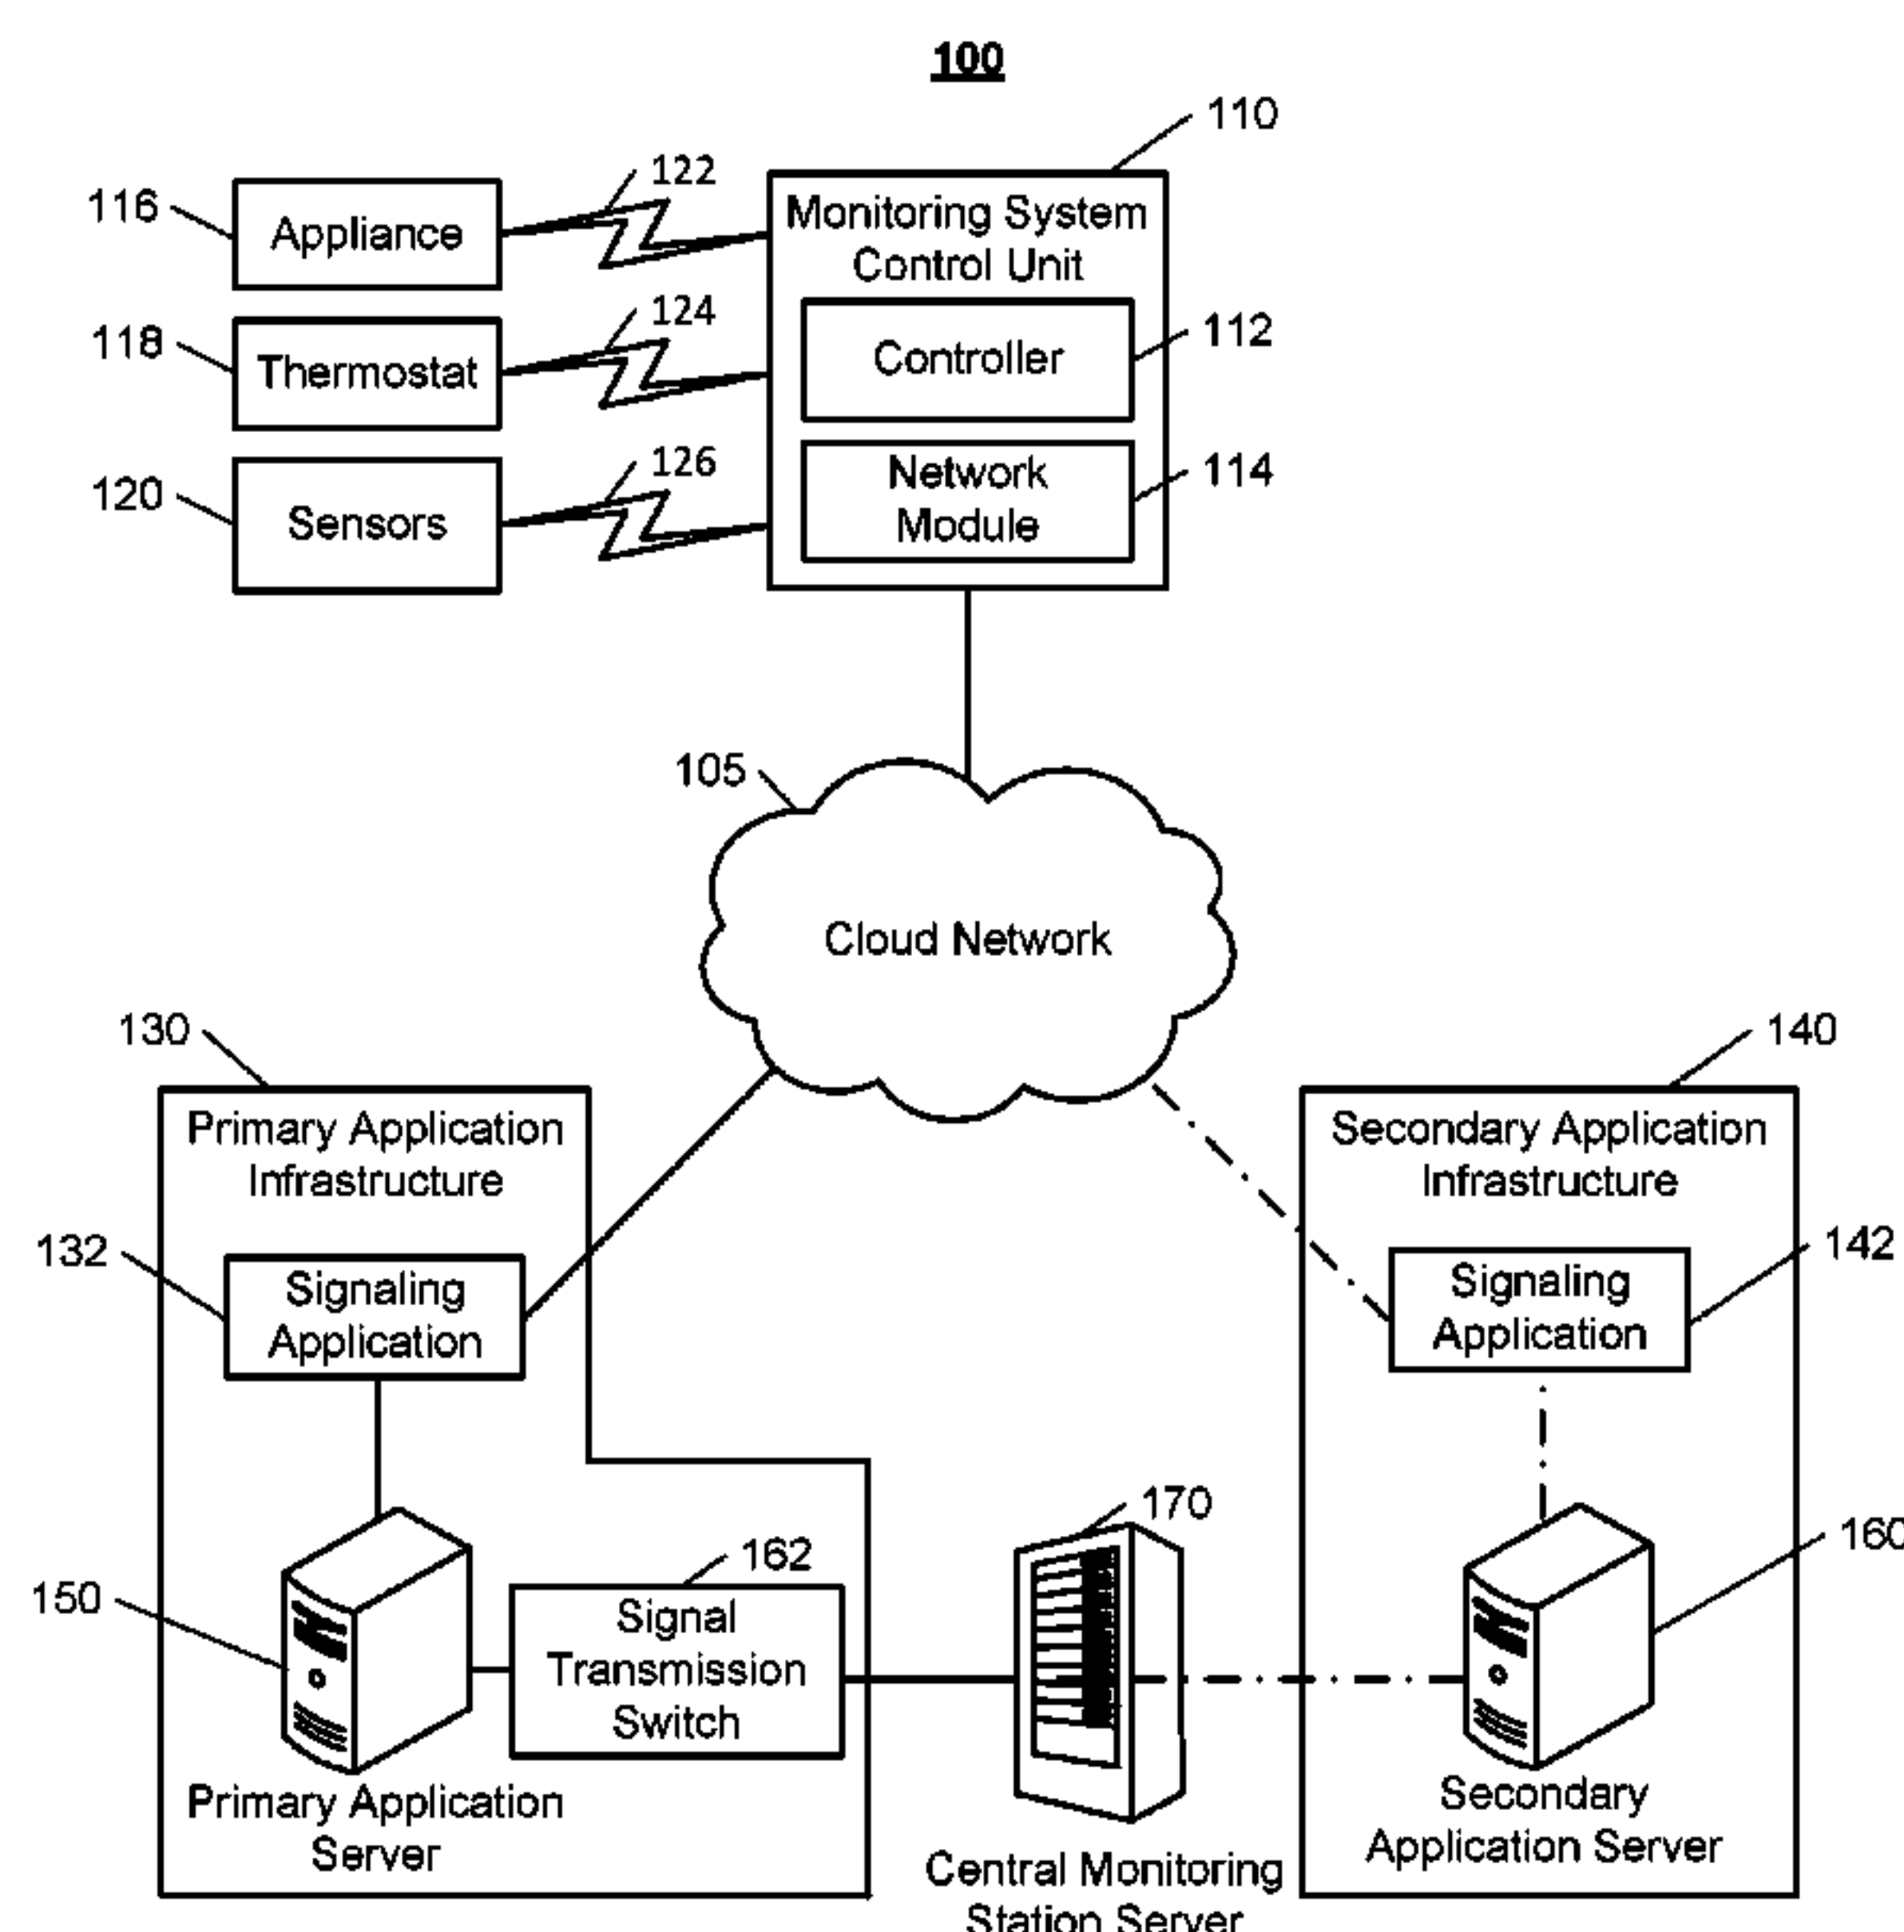 100
110
122
116
Appliance
Monitoring System
Control Unit
124
118
Thermostat
Controller
112
126
120
Sensors
Network
Module
114
105
Cloud Network
130
140
Primary Application
Infrastructure
Secondary Application
Infrastructure
132
Signaling
Application
Signaling
Application
142
170
162
150
Signal
Transmission
Switch
160
Primary Application
Server
Secondary
Application Server
Central Monitoring
Station Server